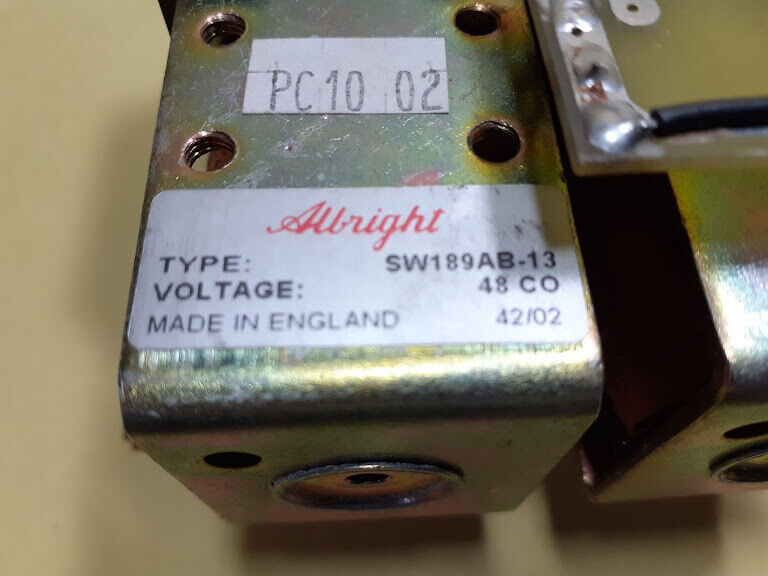 PC10 02
Albright
TYPE: SW189AB-13
VOLTAGE: 48 CO
MADE IN ENGLAND 42/02